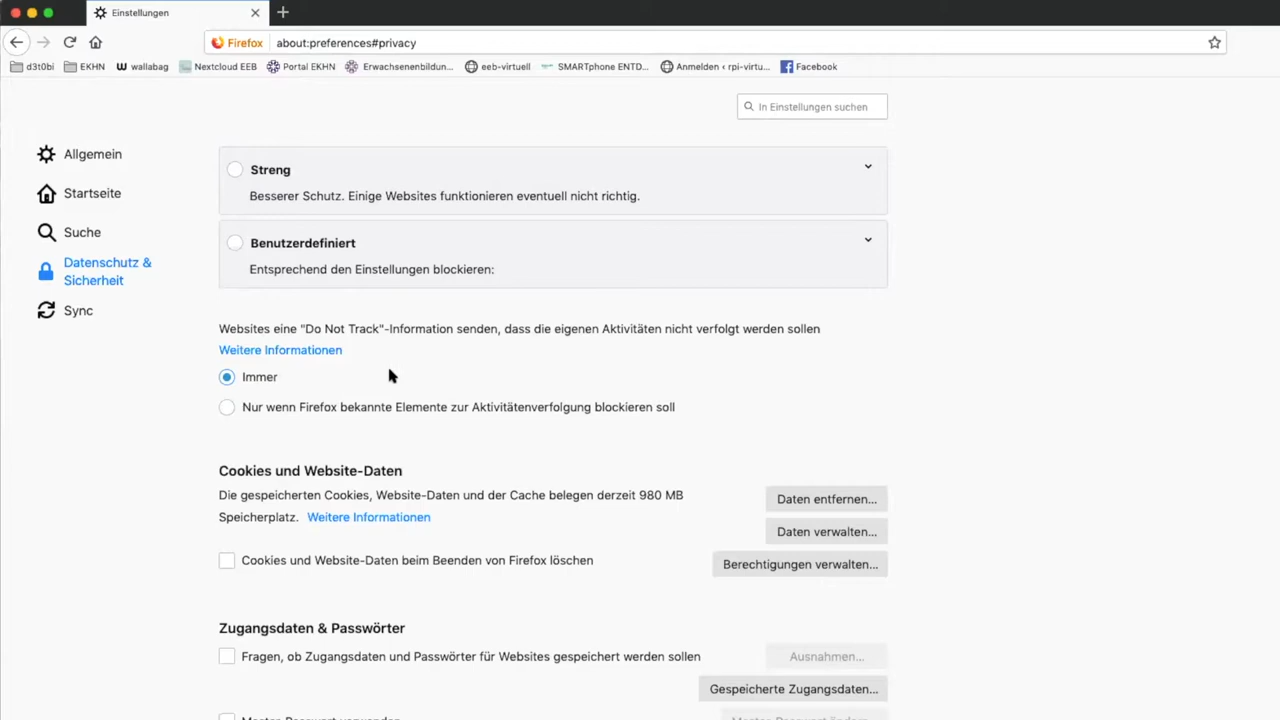 Einstellungen
Firefox about:preferences#privacy
d3t0bi EKHN wallabag Nextcloud EEB Portal EKHN Erwachsenenbildun... eeb-virtuell SMARTphone ENTD... Anmelden ‹ rpi-virtu... Facebook
In Einstellungen suchen
Allgemein
Startseite
Suche
Datenschutz &
Sicherheit
Sync
Streng
Besserer Schutz. Einige Websites funktionieren eventuell nicht richtig.
Benutzerdefiniert
Entsprechend den Einstellungen blockieren:
Websites eine "Do Not Track"-Information senden, dass die eigenen Aktivitäten nicht verfolgt werden sollen
Weitere Informationen
Immer
Nur wenn Firefox bekannte Elemente zur Aktivitätenverfolgung blockieren soll
Cookies und Website-Daten
Die gespeicherten Cookies, Website-Daten und der Cache belegen derzeit 980 MB
Speicherplatz. Weitere Informationen
Daten entfernen...
Daten verwalten...
Cookies und Website-Daten beim Beenden von Firefox löschen
Berechtigungen verwalten...
Zugangsdaten & Passwörter
Fragen, ob Zugangsdaten und Passwörter für Websites gespeichert werden sollen
Ausnahmen...
Gespeicherte Zugangsdaten...